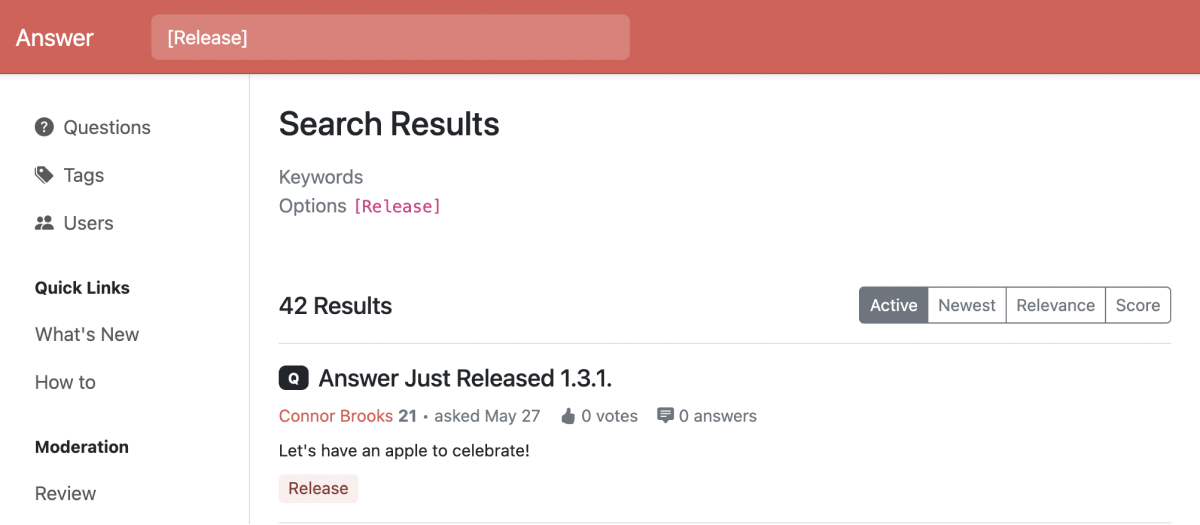 Answer
[Release]
Questions
Tags
Users
Quick Links
What's New
How to
Moderation
Review
Search Results
Keywords
Options [Release]
42 Results
Active Newest Relevance Score
Q Answer Just Released 1.3.1.
Connor Brooks 21 • asked May 27 0 votes 0 answers
Let's have an apple to celebrate!
Release